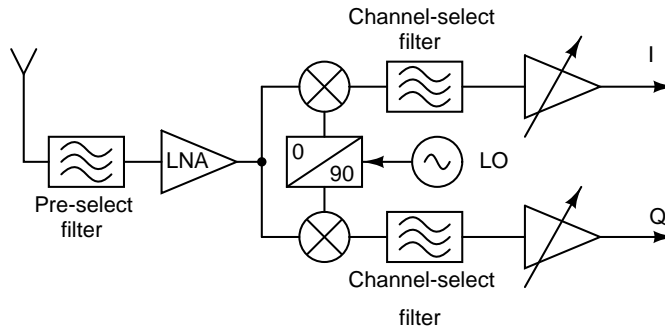 Channel-select
filter
I
LNA
0
90
LO
Pre-select
filter
Q
Channel-select
filter